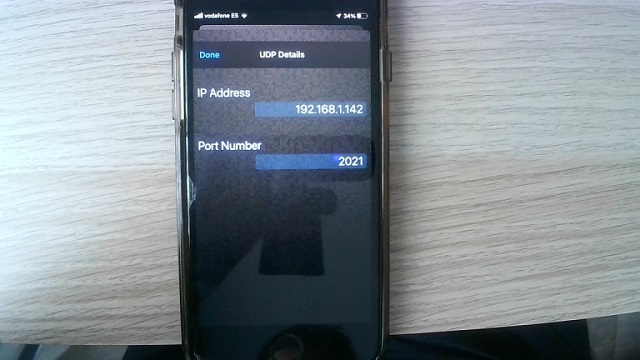 vodafone ES 34%
Done UDP Details
IP Address
192.168.1.142
Port Number
2021